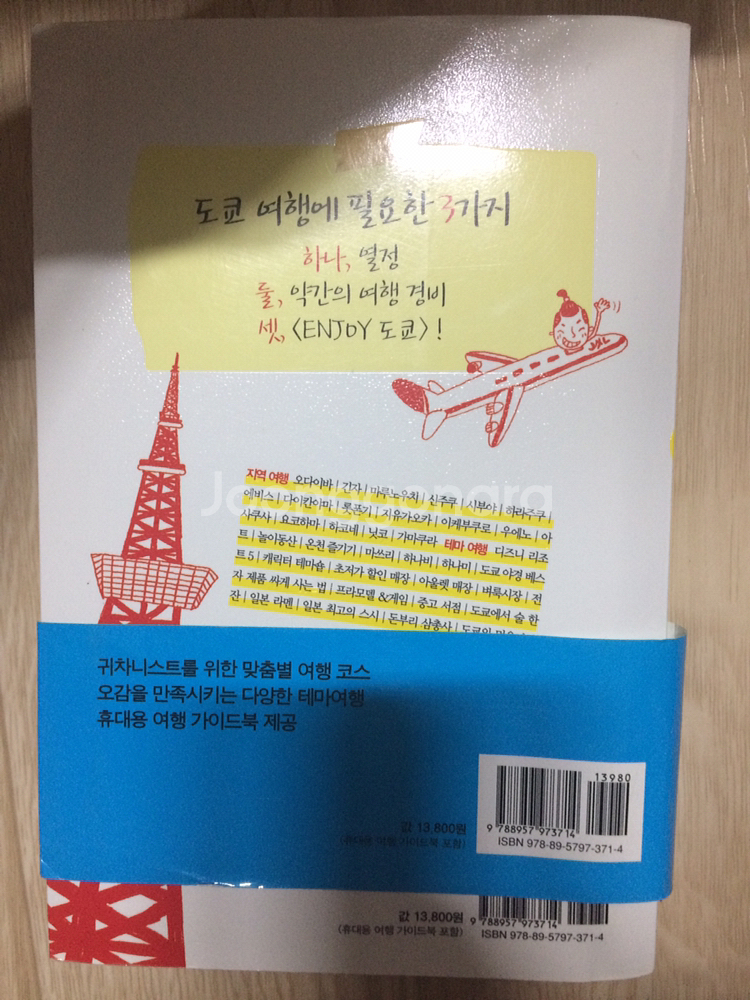 도쿄 여행에 필요한 3가지
하나, 열정
둘, 약간의 여행 경비
셋, <ENJOY 도쿄>!
JAL
지역 여행 오다이바 | 긴자 | 마루노우치 | 신주쿠 | 시부야 | 하라주쿠 |
에비스 | 다이칸야마 | 롯폰기 | 지유가오카 | 이케부쿠로 | 우에노 | 아
사쿠사 | 요코하마 | 하코네 | 닛코 | 가마쿠라 테마 여행 디즈니 리조
트 | 놀이동산 | 온천 즐기기 | 마쓰리 | 하나비 | 하나미 | 도쿄 야경 베스
트 5 | 캐릭터 테마숍 | 초저가 할인 매장 | 아울렛 매장 | 벼룩시장 | 전
자 제품 싸게 사는 법 | 프라모델 &게임 | 중고 서점 | 도쿄에서 술 한
잔 | 일본 라멘 | 일본 최고의 스시 | 돈부리 삼총사 |
Joonggonara
귀차니스트를 위한 맞춤별 여행 코스
오감을 만족시키는 다양한 테마여행
휴대용 여행 가이드북 제공
13980
9 788957 973714
ISBN 978-89-5797-371-4
값 13,800원
(휴대용 여행 가이드북 포함)
값 13,800원
(휴대용 여행 가이드북 포함)
9 788957 973714
ISBN 978-89-5797-371-4